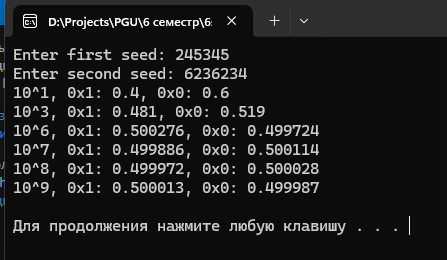 D:\Projects\PGU\6 семестр\6
Enter first seed: 245345
Enter second seed: 6236234
10^1, 0x1: 0.4, 0x0: 0.6
10^3, 0x1: 0.481, 0x0: 0.519
10^6, 0x1: 0.500276, 0x0: 0.499724
10^7, 0x1: 0.499886, 0x0: 0.500114
10^8, 0x1: 0.499972, 0x0: 0.500028
10^9, 0x1: 0.500013, 0x0: 0.499987
Для продолжения нажмите любую клавишу . . .